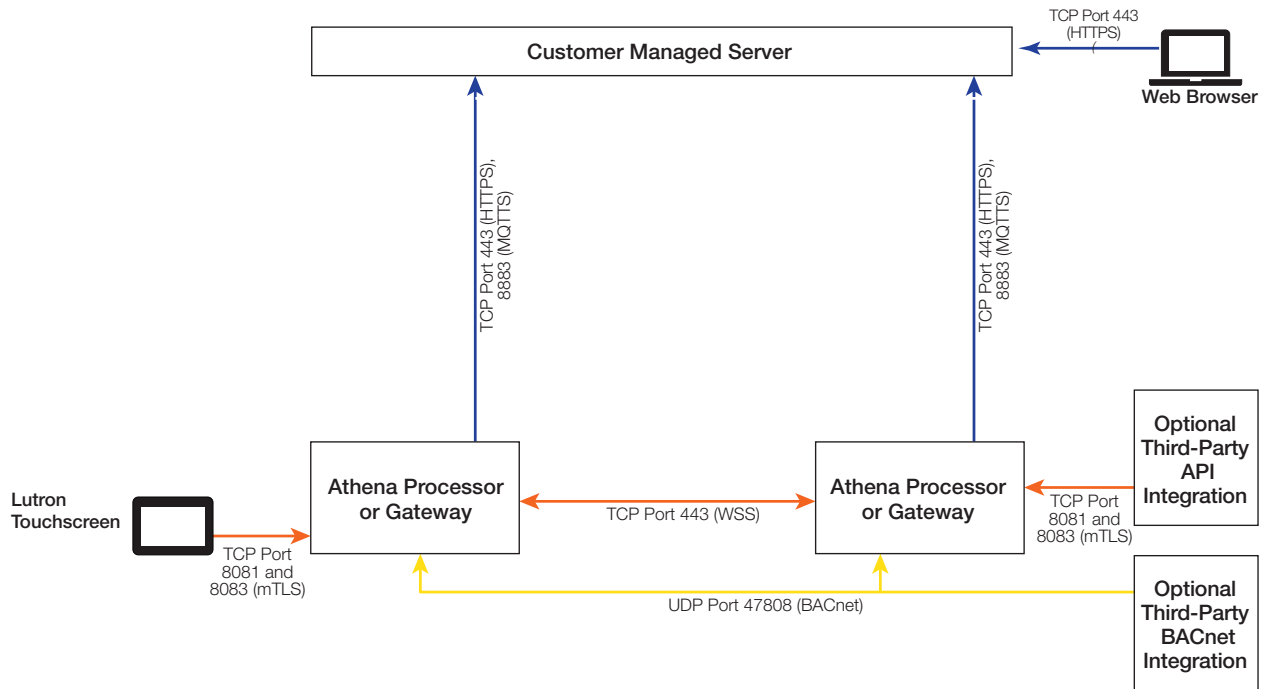 TCP Port 443
(HTTPS)
(
Customer Managed Server
Web Browser
TCP Port 443 (HTTPS),
8883 (MQTTS)
TCP Port 443 (HTTPS),
8883 (MQTTS)
Lutron
Touchscreen
TCP Port
8081 and
8083 (mTLS)
Athena Processor
or Gateway
TCP Port 443 (WSS)
Athena Processor
or Gateway
Optional
Third-Party
API
Integration
TCP Port
8081 and
8083 (mTLS)
UDP Port 47808 (BACnet)
Optional
Third-Party
BACnet
Integration